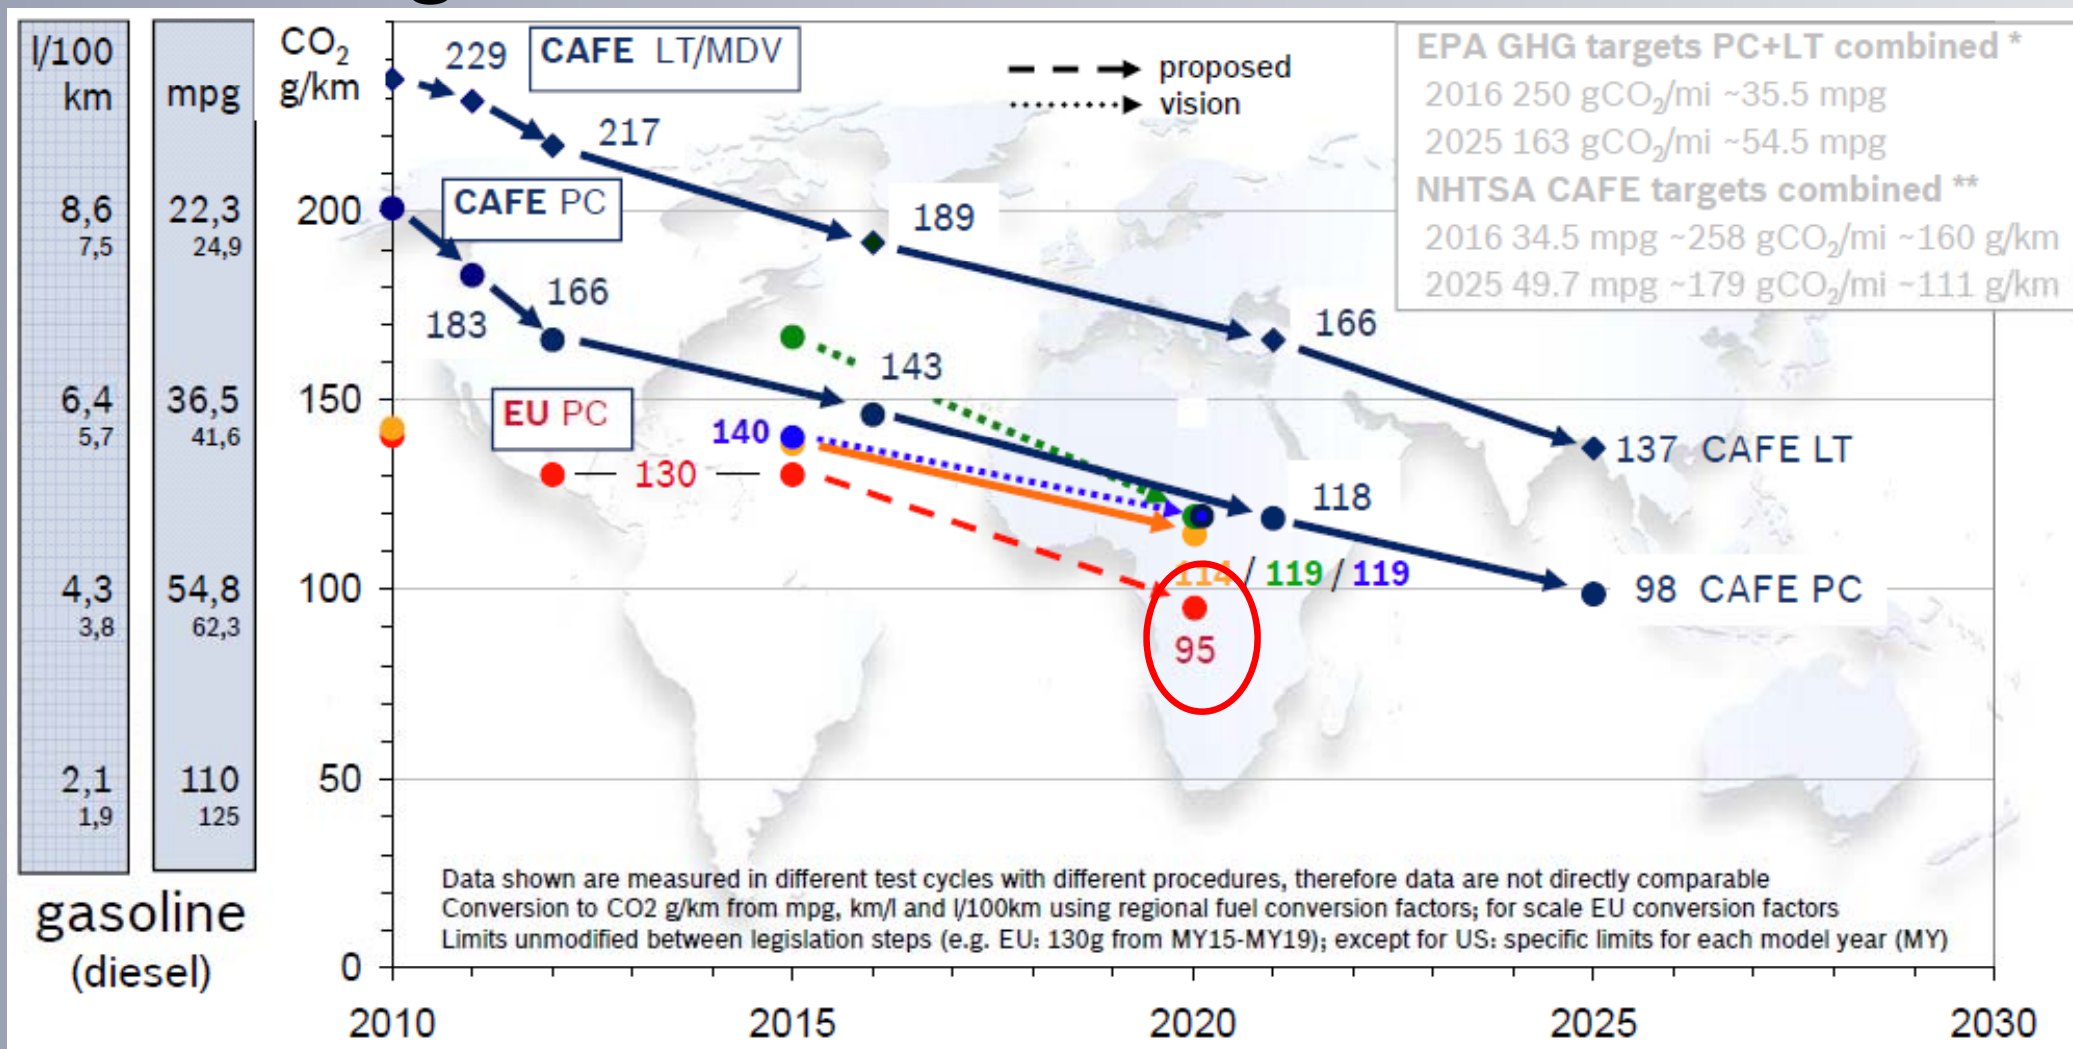 l/100
km
8,6
7,5
6,4
5,7
4,3
3,8
2,1
1,9
mpg
22,3
24,9
36,5
41,6
54,8
62,3
110
125
gasoline
(diesel)
CO₂
g/km
200
150
100
50
0
229
CAFE LT/MDV
217
CAFE PC
189
183
166
166
143
EU PC
140
130
137 CAFE LT
118
114 / 119 / 119
98 CAFE PC
95
proposed
vision
EPA GHG targets PC+LT combined *
2016 250 gCO₂/mi ~35.5 mpg
2025 163 gCO₂/mi ~54.5 mpg
NHTSA CAFE targets combined **
2016 34.5 mpg ~258 gCO₂/mi ~160 g/km
2025 49.7 mpg ~179 gCO₂/mi ~111 g/km
Data shown are measured in different test cycles with different procedures, therefore data are not directly comparable
Conversion to CO2 g/km from mpg, km/l and l/100km using regional fuel conversion factors; for scale EU conversion factors
Limits unmodified between legislation steps (e.g. EU: 130g from MY15-MY19); except for US: specific limits for each model year (MY)
2010
2015
2020
2025
2030